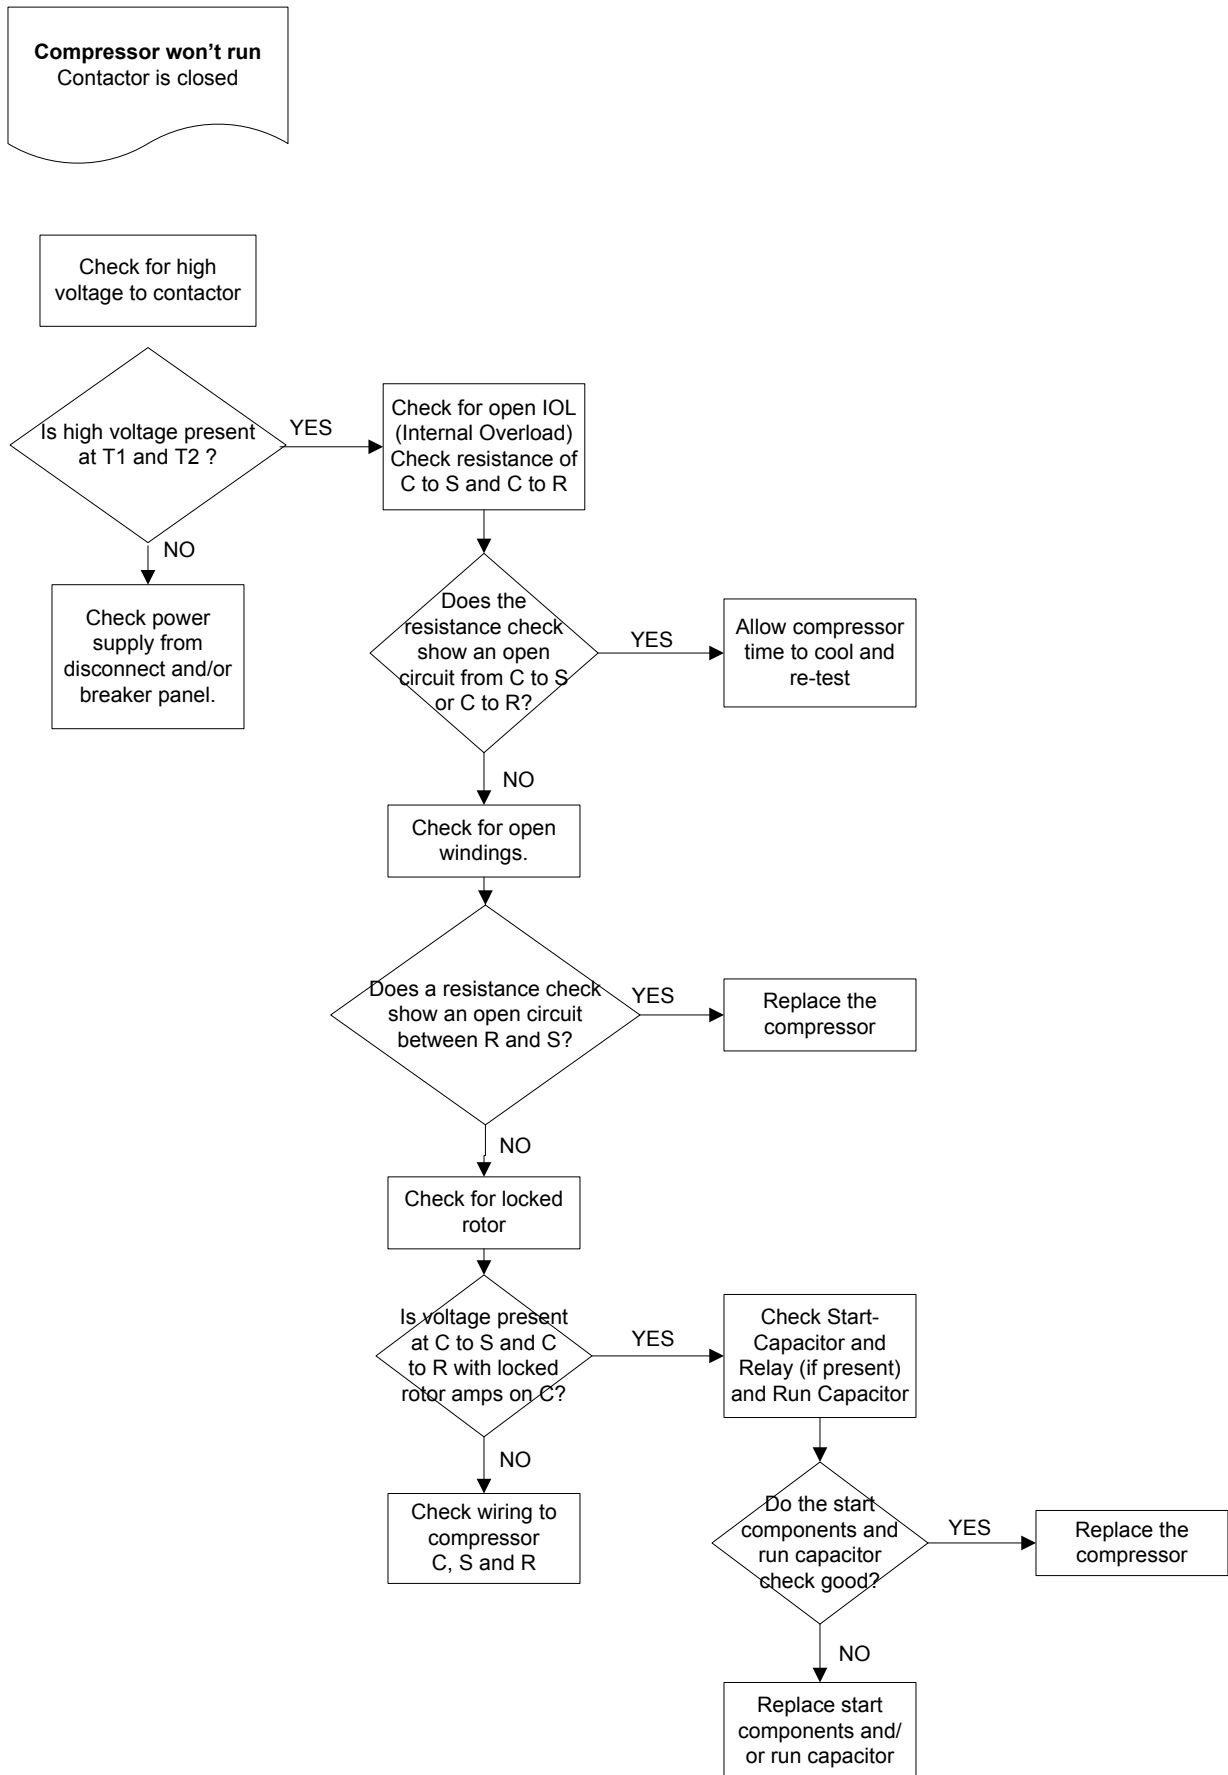 Compressor won't run
Contactor is closed
Check for high
voltage to contactor
Is high voltage present
at T1 and T2 ?
YES
NO
Check power
supply from
disconnect and/or
breaker panel.
Check for open IOL
(Internal Overload)
Check resistance of
C to S and C to R
Does the
resistance check
show an open
circuit from C to S
or C to R?
YES
Allow compressor
time to cool and
re-test
NO
Check for open
windings.
Does a resistance check
show an open circuit
between R and S?
YES
Replace the
compressor
NO
Check for locked
rotor
Is voltage present
at C to S and C
to R with locked
rotor amps on C?
YES
NO
Check wiring to
compressor
C, S and R
Check Start-
Capacitor and
Relay (if present)
and Run Capacitor
Do the start
components and
run capacitor
check good?
YES
Replace the
compressor
NO
Replace start
components and/
or run capacitor